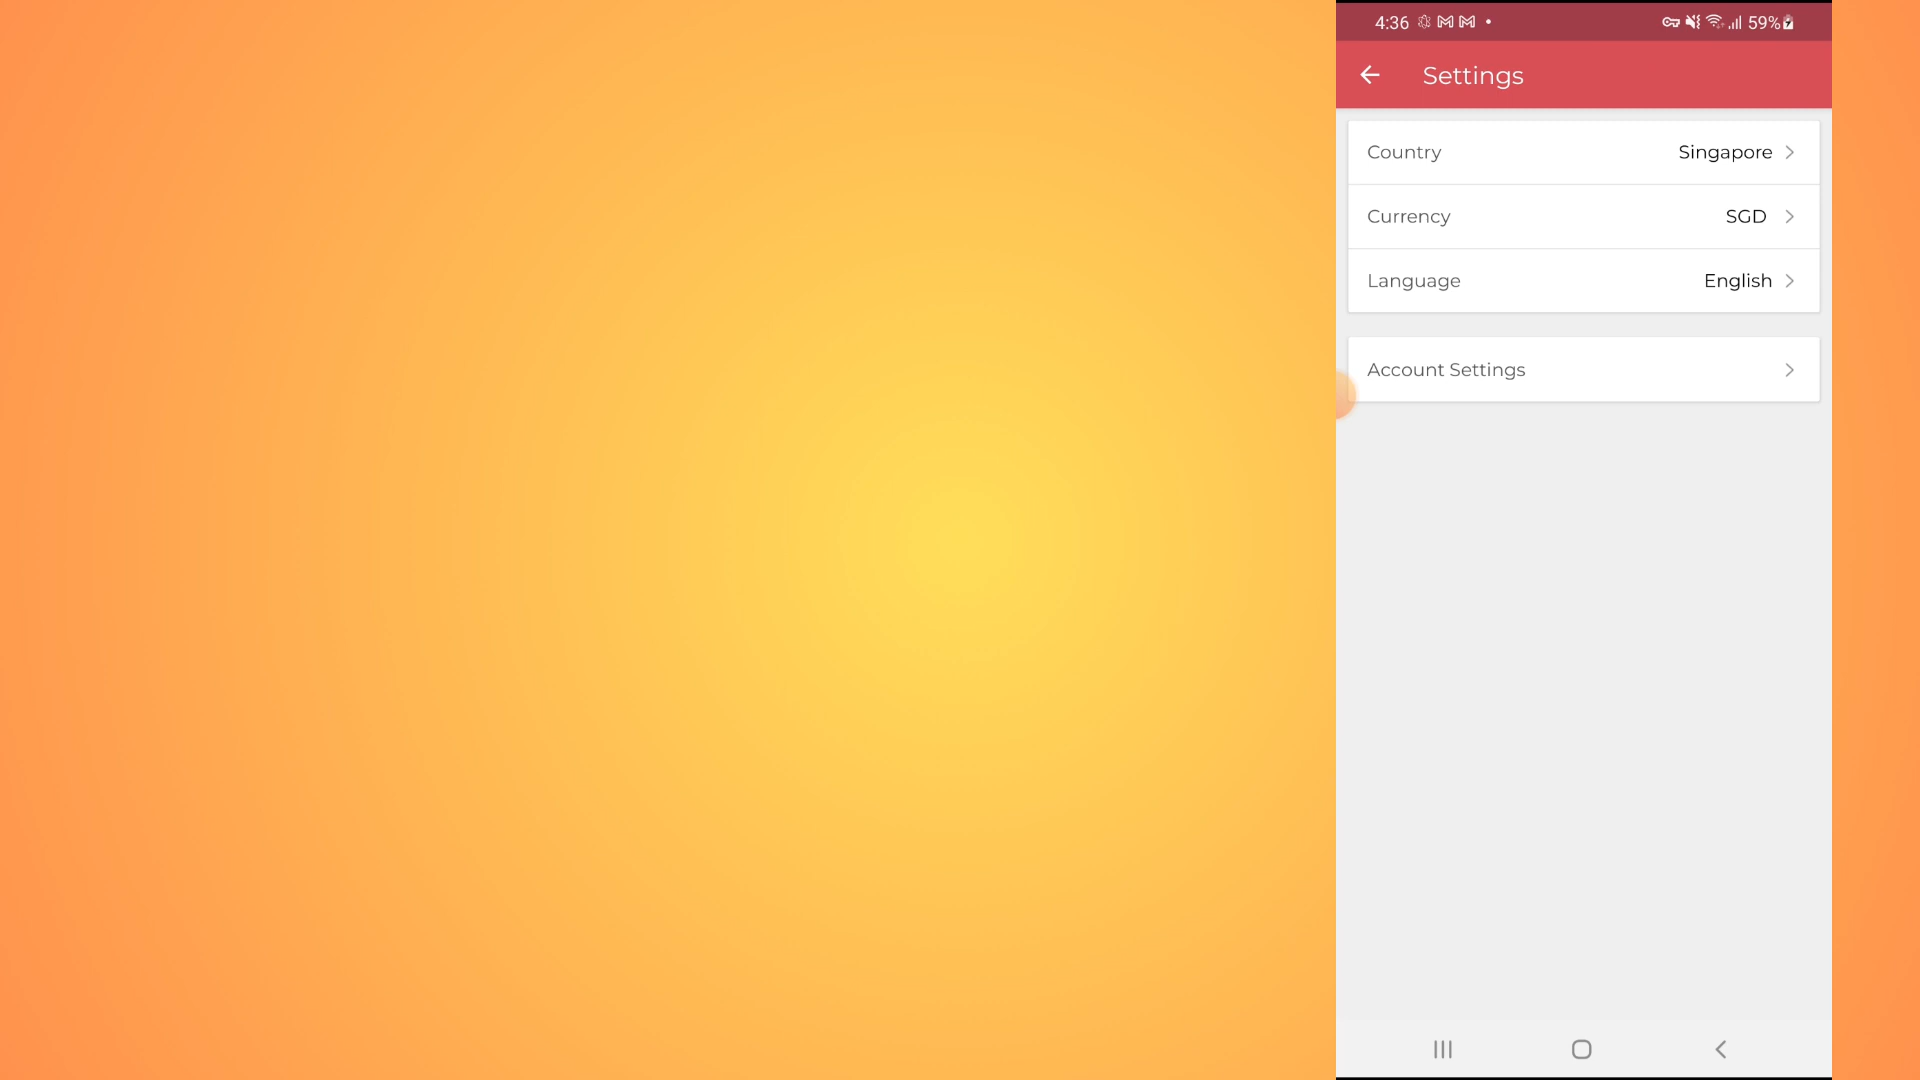 4:36 59%
Settings
Country Singapore
Currency SGD
Language English
Account Settings